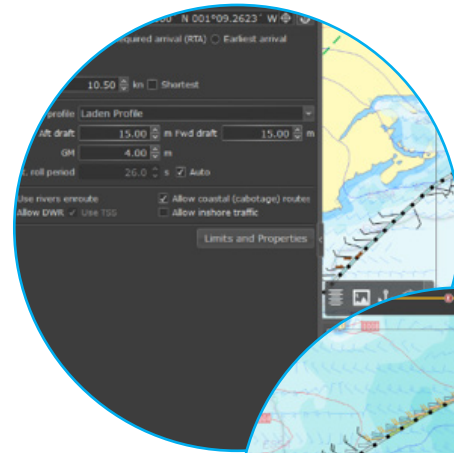 N 001°09.2623´ W
quired arrival (RTA) Earliest arrival
10.50 kn Shortest
profile Laden Profile
Aft draft 15.00 m Fwd draft 15.00 m
GM 4.00 m
. roll period 26.0 s Auto
Use rivers enroute Allow coastal (cabotage) routes
Allow DWR Use TSS Allow inshore traffic
Limits and Properties